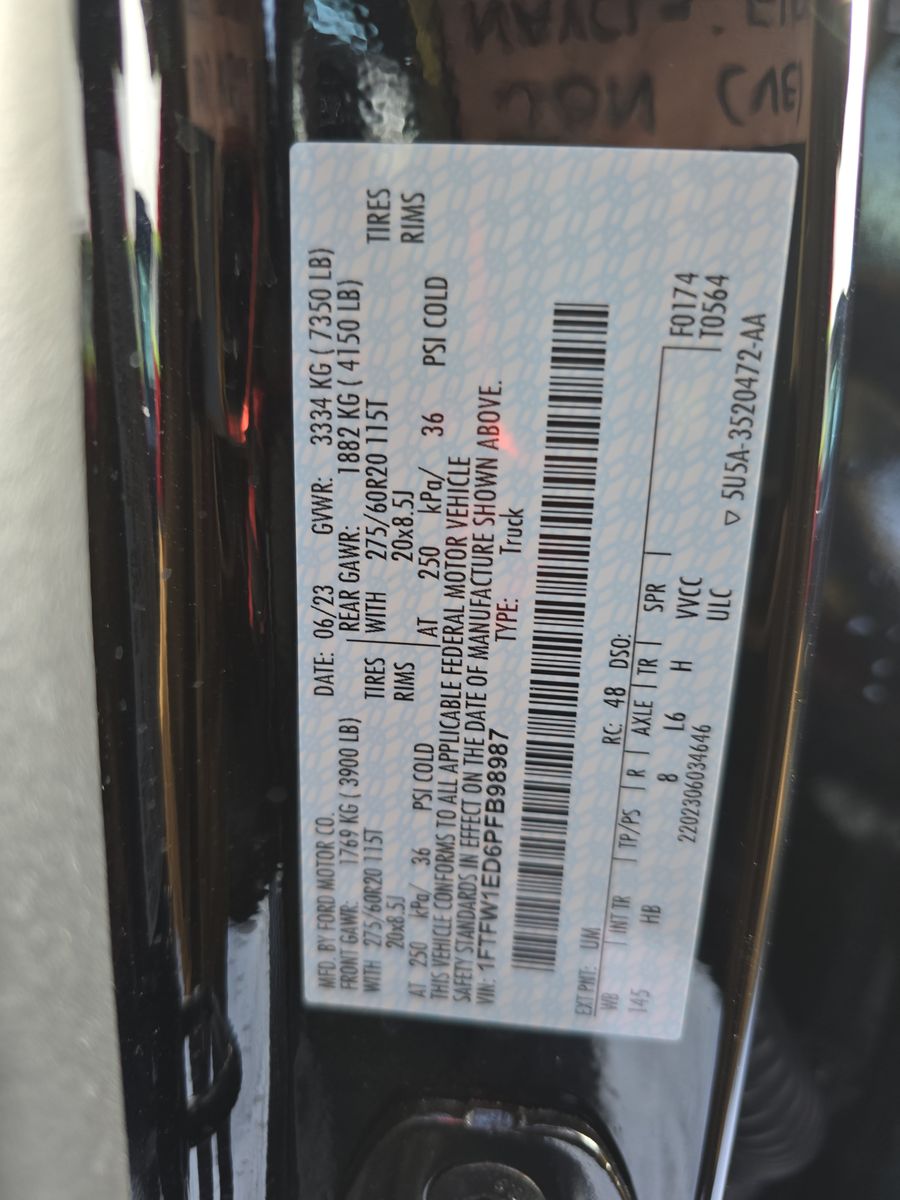 MFD. BY FORD MOTOR CO.
DATE: 06/23 GVWR: 3334 KG ( 7350 LB)
FRONT GAWR: 1769 KG ( 3900 LB)
REAR GAWR: 1882 KG ( 4150 LB)
WITH 275/60R20 115T TIRES
WITH 275/60R20 115T TIRES
20x8.5J RIMS
20x8.5J RIMS
AT 250 kPa/ 36 PSI COLD
AT 250 kPa/ 36 PSI COLD
THIS VEHICLE CONFORMS TO ALL APPLICABLE FEDERAL MOTOR VEHICLE
SAFETY STANDARDS IN EFFECT ON THE DATE OF MANUFACTURE SHOWN ABOVE.
VIN: 1FTFW1ED6PFB98987 TYPE: Truck
EXT PNT: UM RC: 48 DSO: F0174
T0564
WB INT TR TP/PS R AXLE TR SPR
145 HB 8 L6 H VVCC
2202306034646 ULC ▽ 5U5A-3520472-AA